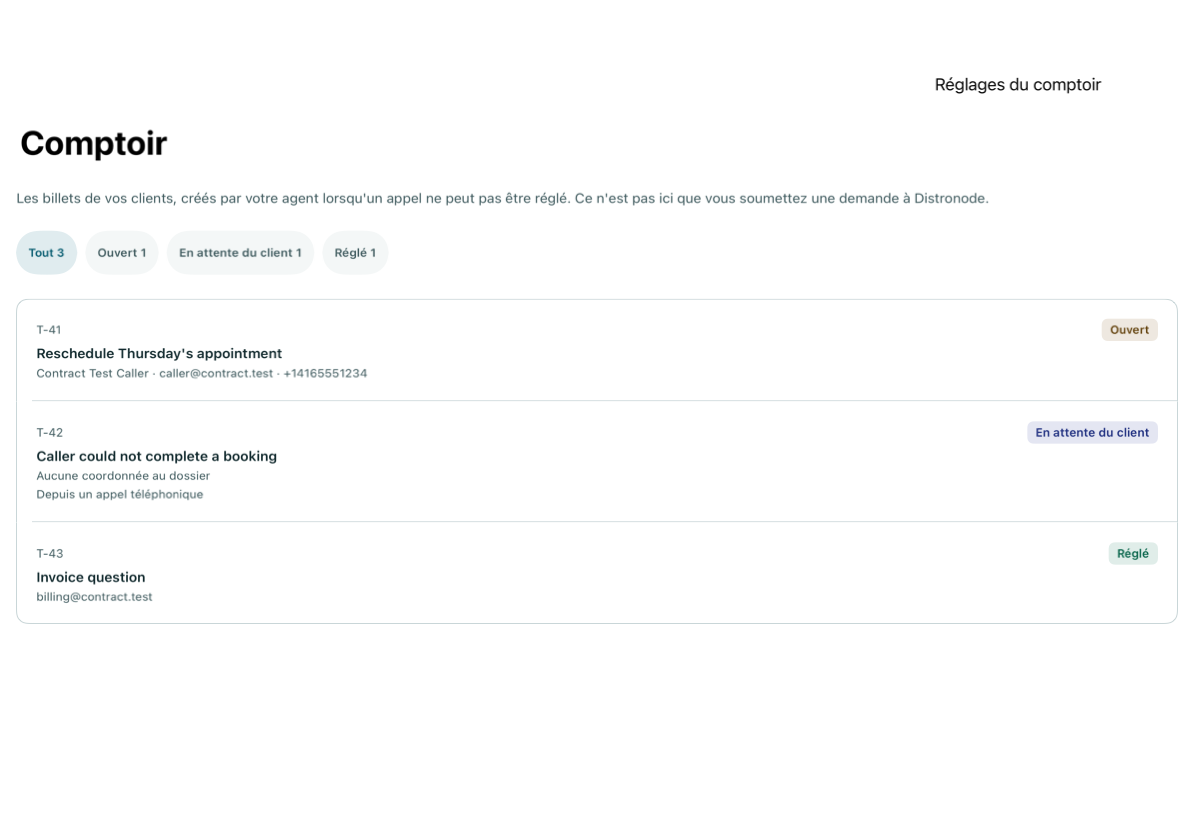 Réglages du comptoir
Comptoir
Les billets de vos clients, créés par votre agent lorsqu'un appel ne peut pas être réglé. Ce n'est pas ici que vous soumettez une demande à Distronode.
Tout 3
Ouvert 1
En attente du client 1
Réglé 1
T-41
Ouvert
Reschedule Thursday's appointment
Contract Test Caller · caller@contract.test · +14165551234
T-42
En attente du client
Caller could not complete a booking
Aucune coordonnée au dossier
Depuis un appel téléphonique
T-43
Réglé
Invoice question
billing@contract.test